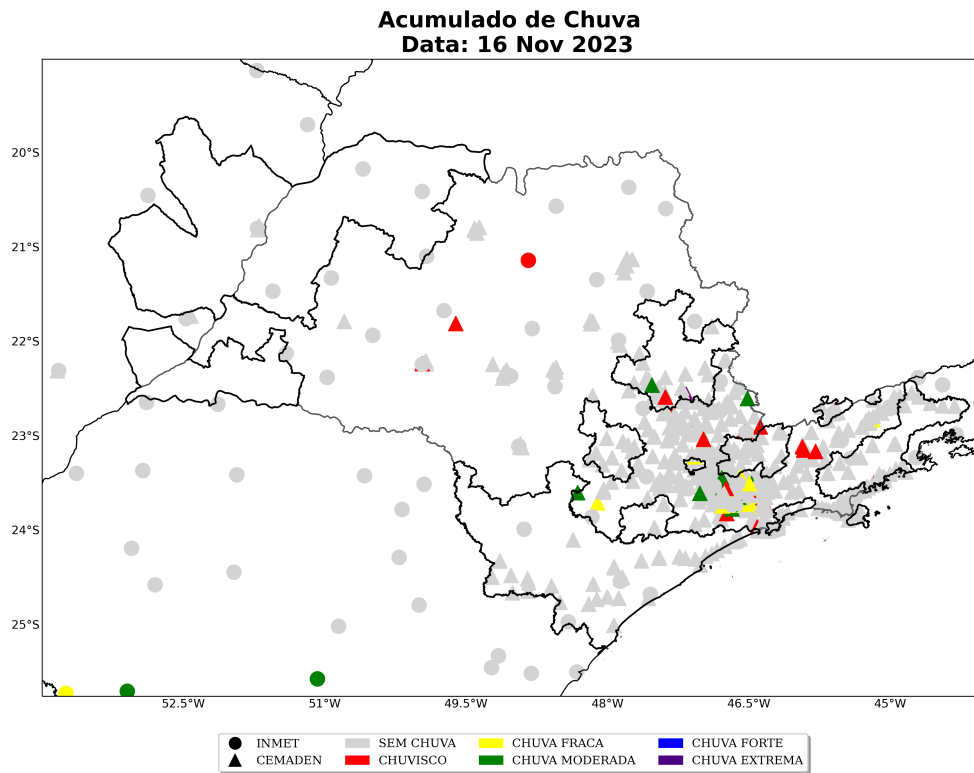 Acumulado de Chuva
Data: 16 Nov 2023
20°S
21°S
22°S
23°S
24°S
25°S
52.5°W
51°W
49.5°W
48°W
46.5°W
45°W
INMET
CEMADEN
SEM CHUVA
CHUVISCO
CHUVA FRACA
CHUVA MODERADA
CHUVA FORTE
CHUVA EXTREMA